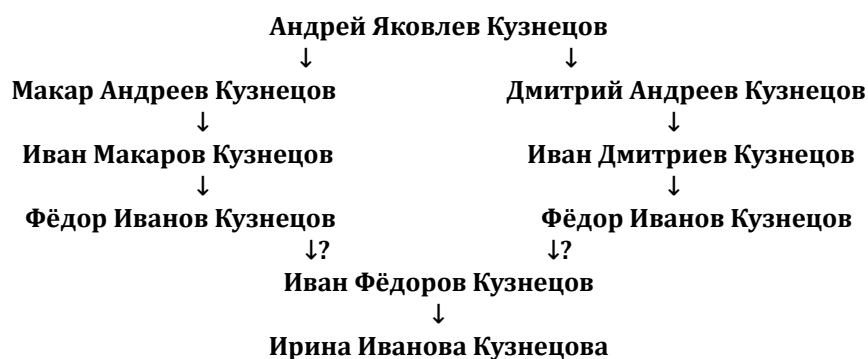 Андрей Яковлев Кузнецов
↓ ↓
Макар Андреев Кузнецов Дмитрий Андреев Кузнецов
↓ ↓
Иван Макаров Кузнецов Иван Дмитриев Кузнецов
↓ ↓
Фёдор Иванов Кузнецов Фёдор Иванов Кузнецов
↓? ↓?
Иван Фёдоров Кузнецов
↓
Ирина Иванова Кузнецова